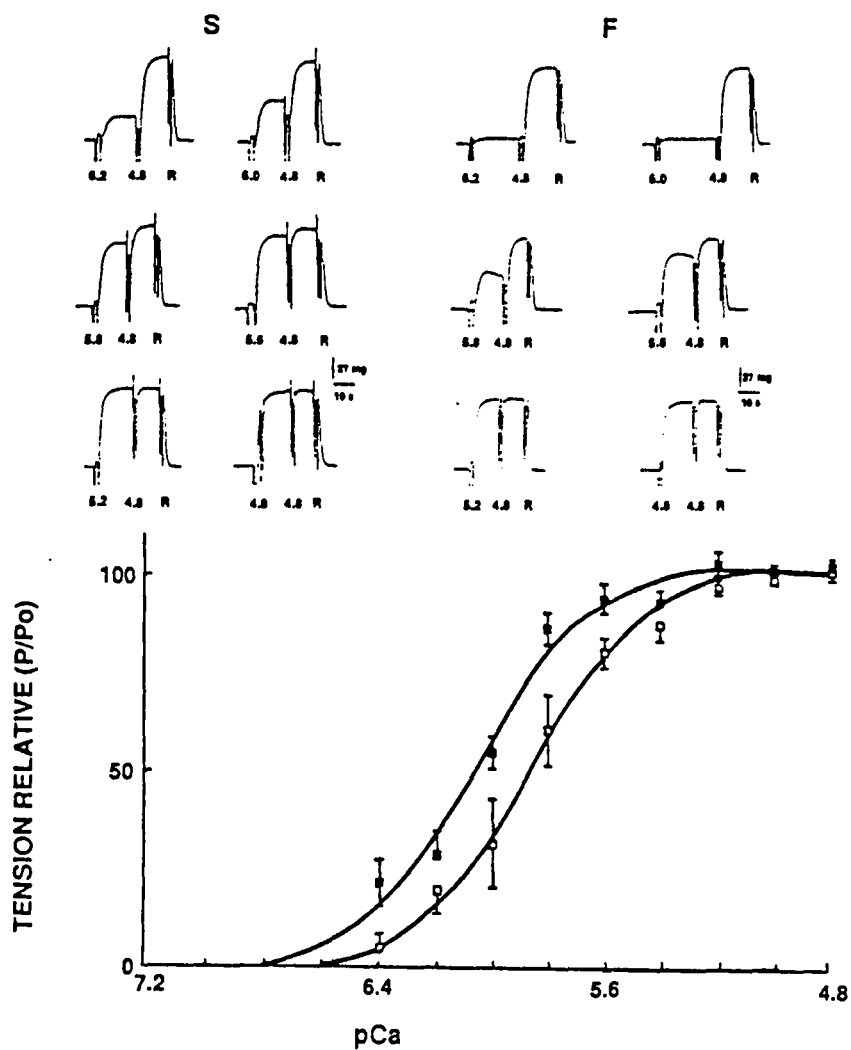 S F
6.2 4.8 R 6.0 4.8 R 6.2 4.8 R 6.0 4.8 R
5.8 4.8 R 5.6 4.8 R 5.8 4.8 R 5.6 4.8 R
mg mg
10 s 10 s
5.2 4.8 R 4.8 4.8 R 5.2 4.8 R 4.8 4.8 R
TENSION RELATIVE (P/Po)
100
50
0
7.2 6.4 5.6 4.8
pCa